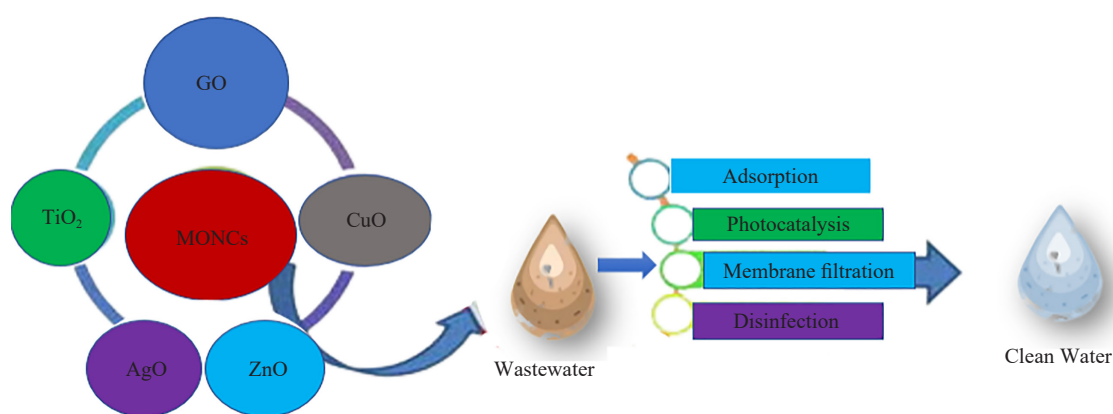 GO
TiO₂
MONCs
CuO
AgO
ZnO
Wastewater
Adsorption
Photocatalysis
Membrane filtration
Disinfection
Clean Water